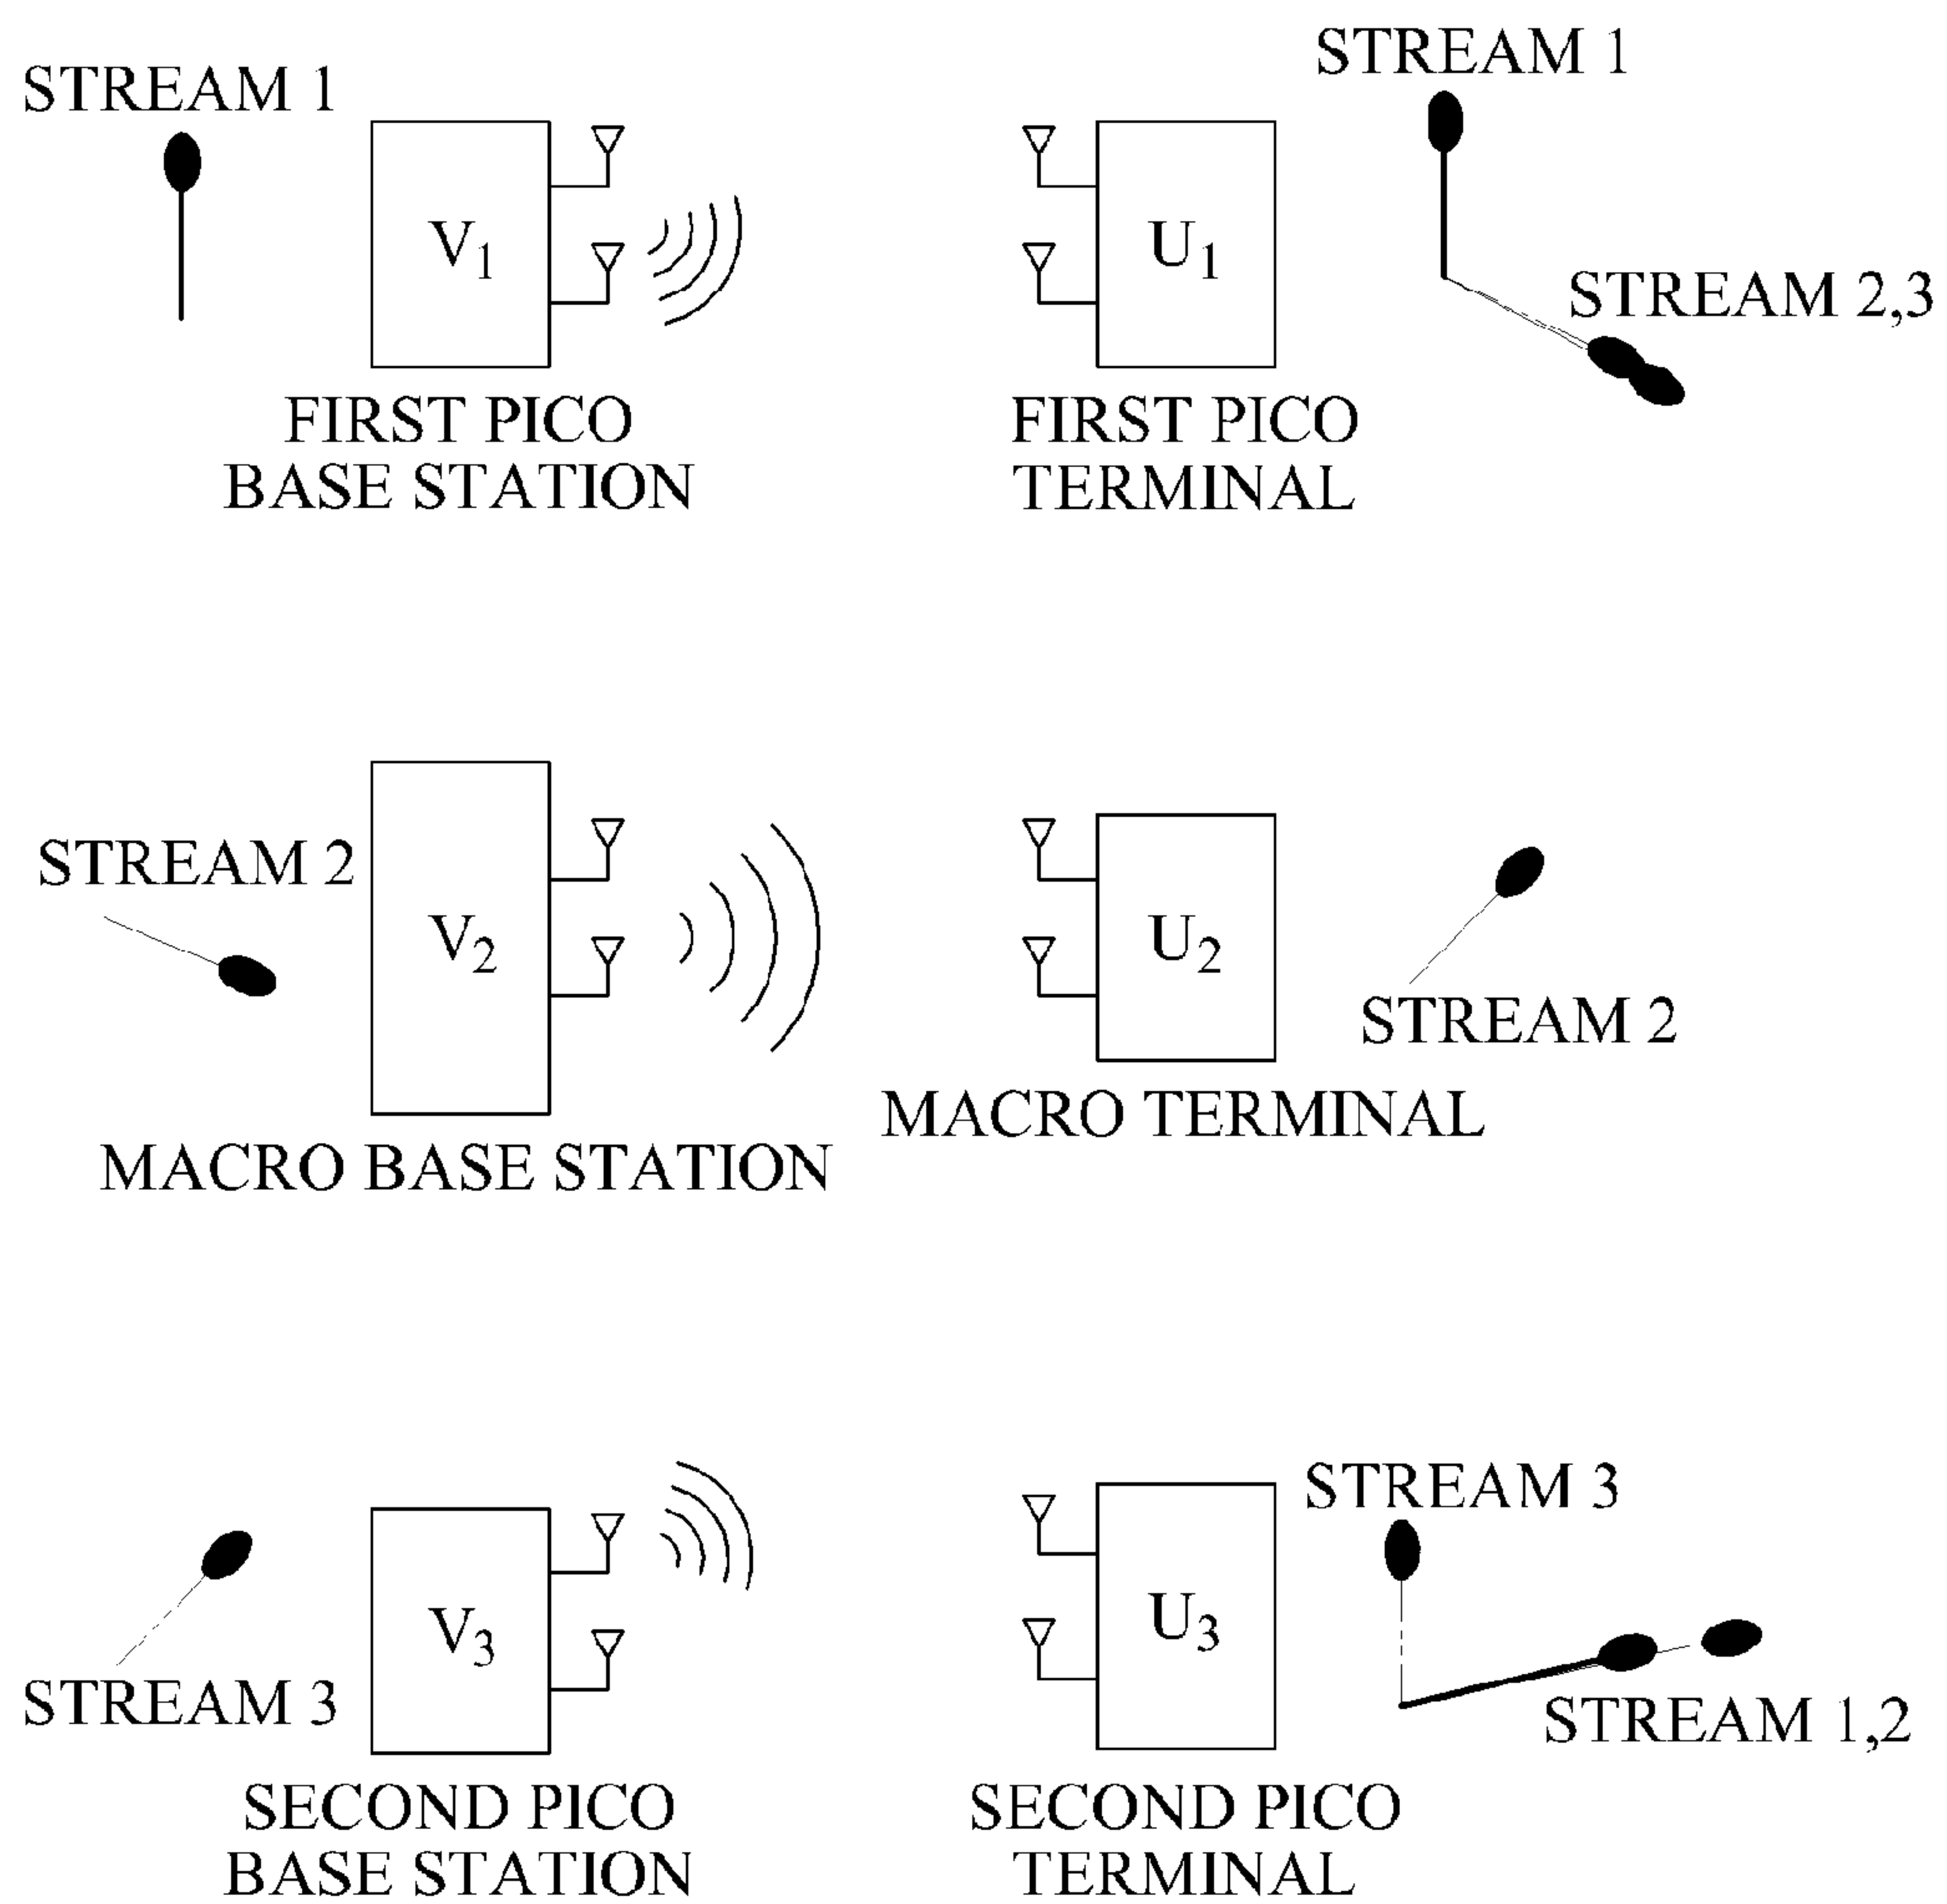 STREAM 1
V1
FIRST PICO
BASE STATION
STREAM 1
U1
STREAM 2,3
FIRST PICO
TERMINAL
STREAM 2
V2
MACRO BASE STATION
U2
STREAM 2
MACRO TERMINAL
STREAM 3
V3
SECOND PICO
BASE STATION
STREAM 3
U3
STREAM 1,2
SECOND PICO
TERMINAL